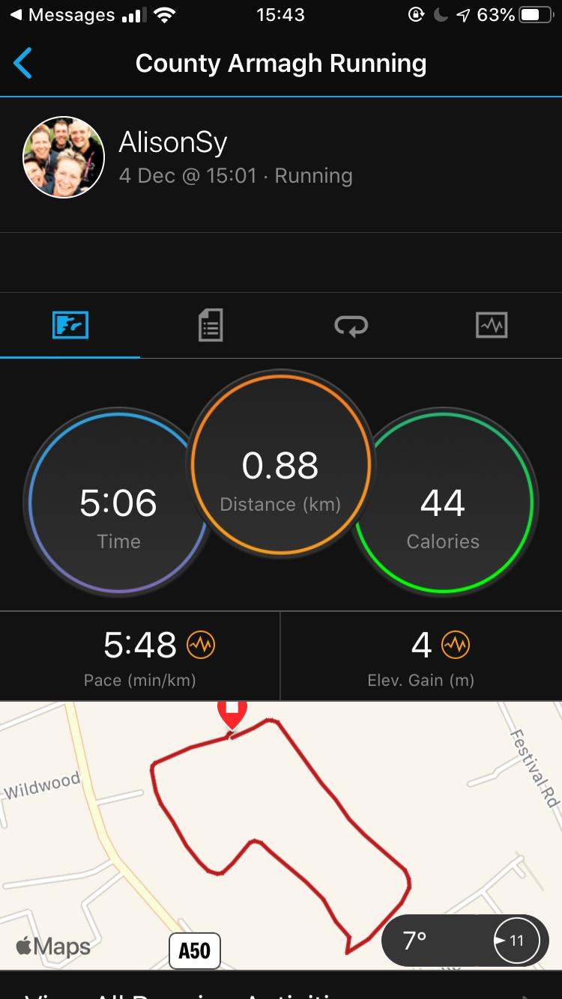 Messages 15:43 63%
County Armagh Running
AlisonSy
4 Dec @ 15:01 · Running
0.88
Distance (km)
5:06
Time
44
Calories
5:48
Pace (min/km)
4
Elev. Gain (m)
Wildwood
Festival Rd
Maps
A50
7°
11